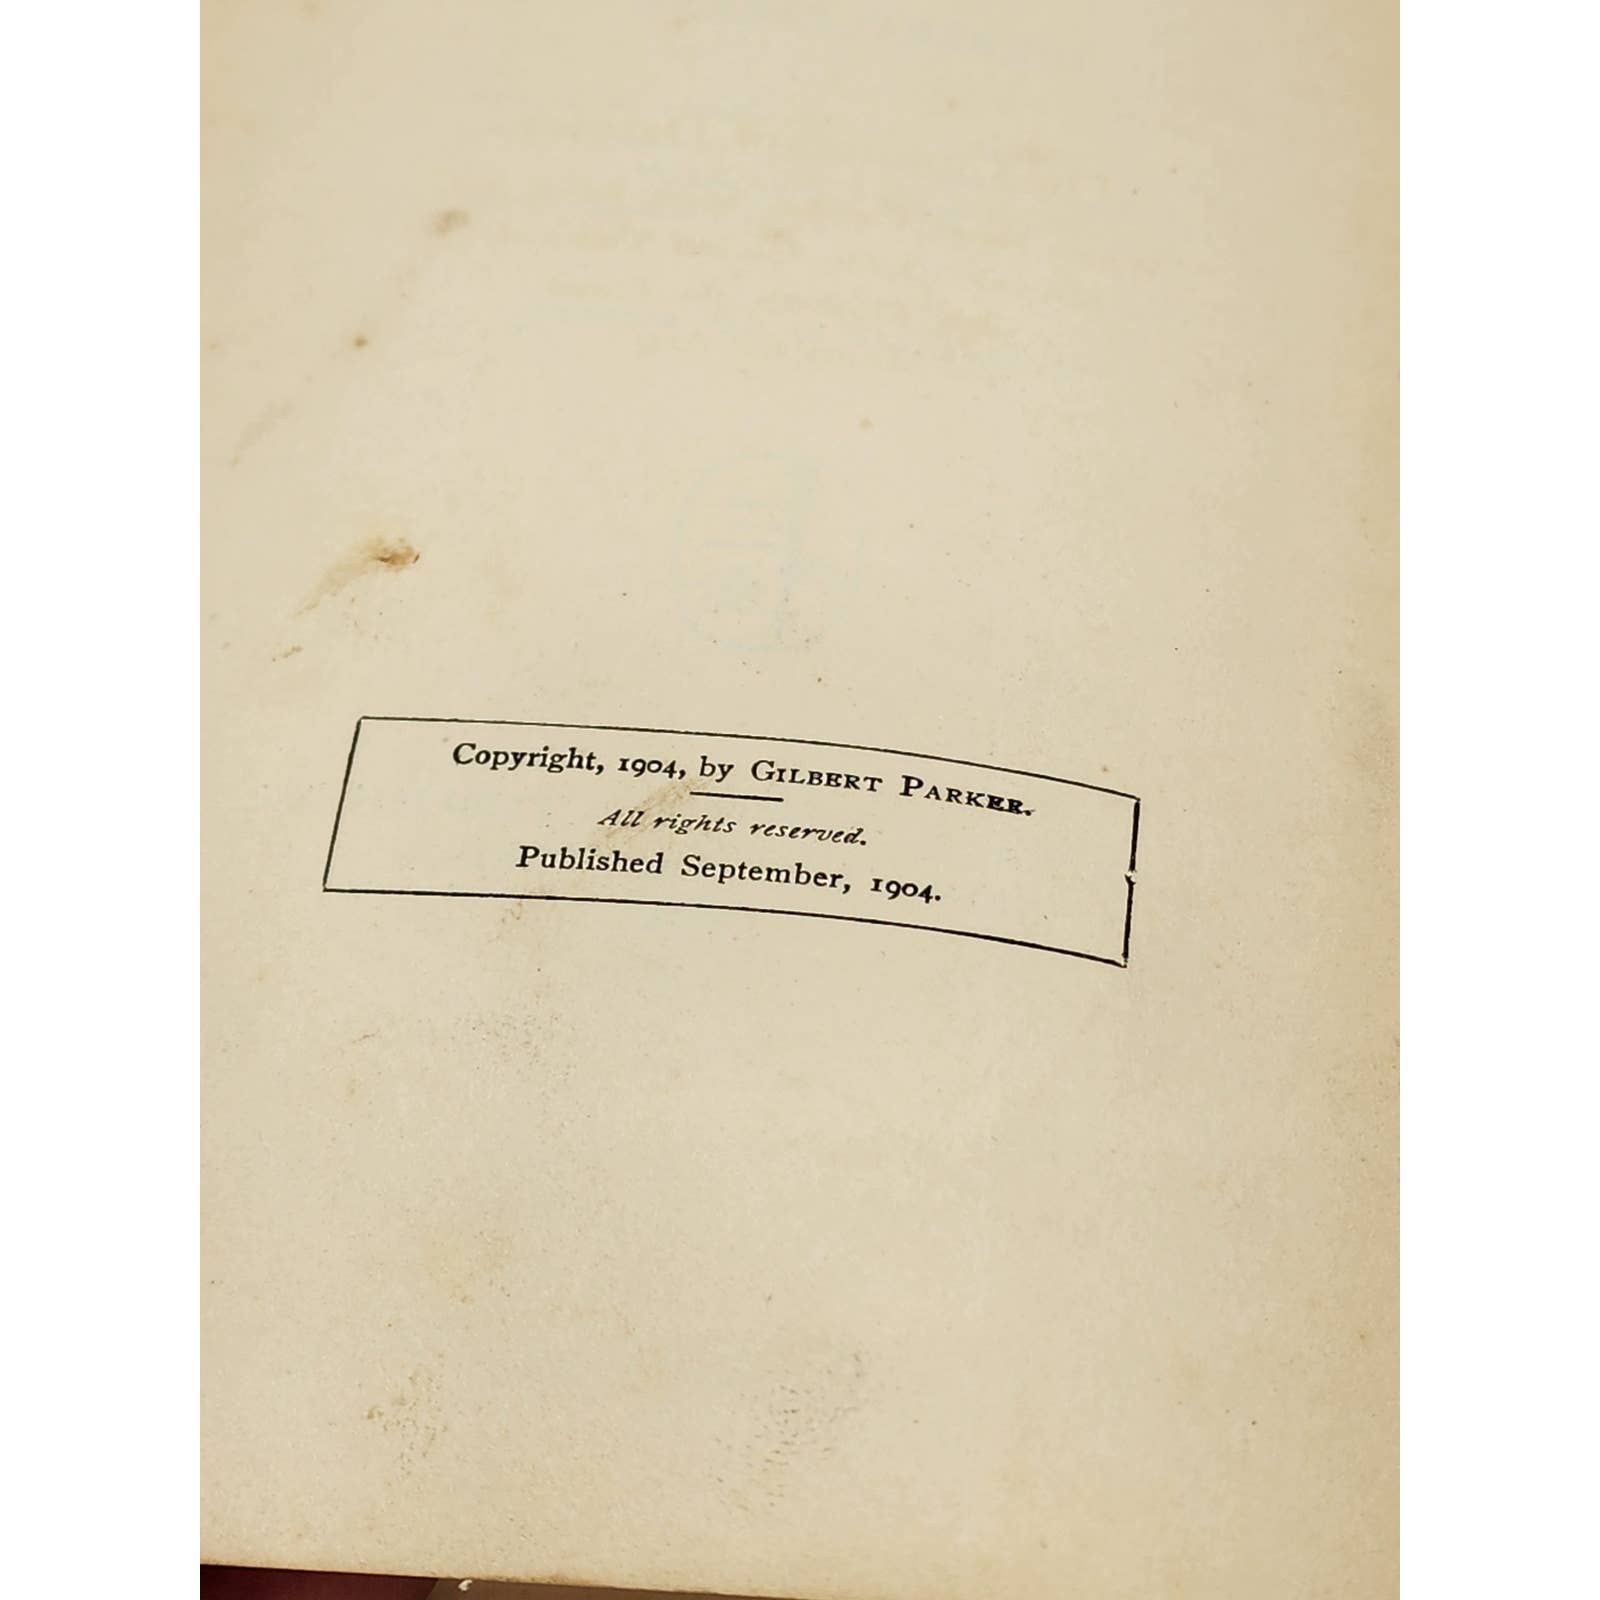 Copyright, 1904, by GILBERT PARKER.
All rights reserved.
Published September, 1904.